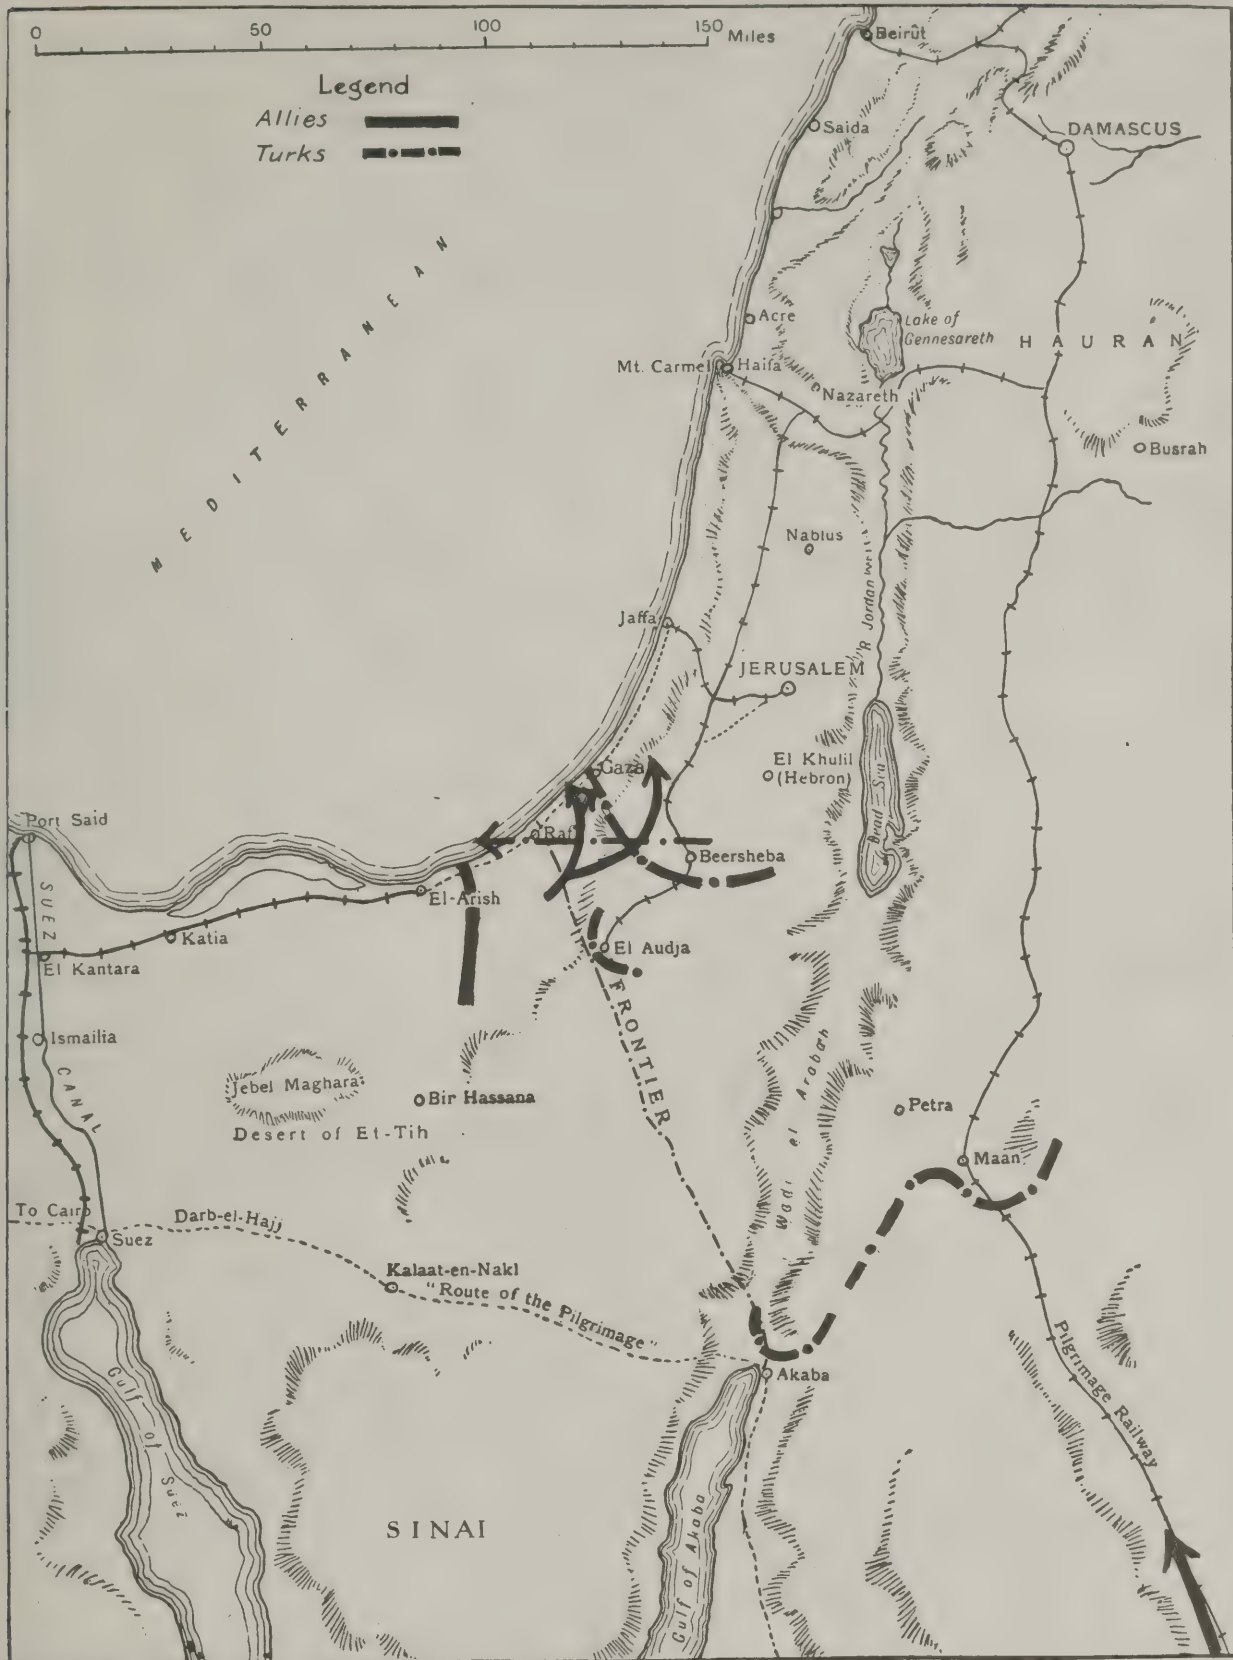 0 50 100 150 Miles
Legend
Allies
Turks
Beirût
Saida
DAMASCUS
MEDITERRANEAN
Acre
Lake of
Gennesareth
HAURÂN
Mt. Carmel
Haifa
Nazareth
Busrah
Nablus
R Jordan
Jaffa
JERUSALEM
Gaza
El Khulil
(Hebron)
Dead Sea
Port Said
Raf
Beersheba
El-Arish
SUEZ
Katia
El Kantara
El Audja
FRONTIER
Ismailia
CANAL
Jebel Maghara
Bir Hassana
Desert of Et-Tih
Wadi el Arabah
Petra
Maan
To Cairo
Darb-el-Hajj
Suez
Kalaat-en-Nakl
"Route of the Pilgrimage"
Akaba
Pilgrimage Railway
Gulf of Suez
SINAI
Gulf of Akaba